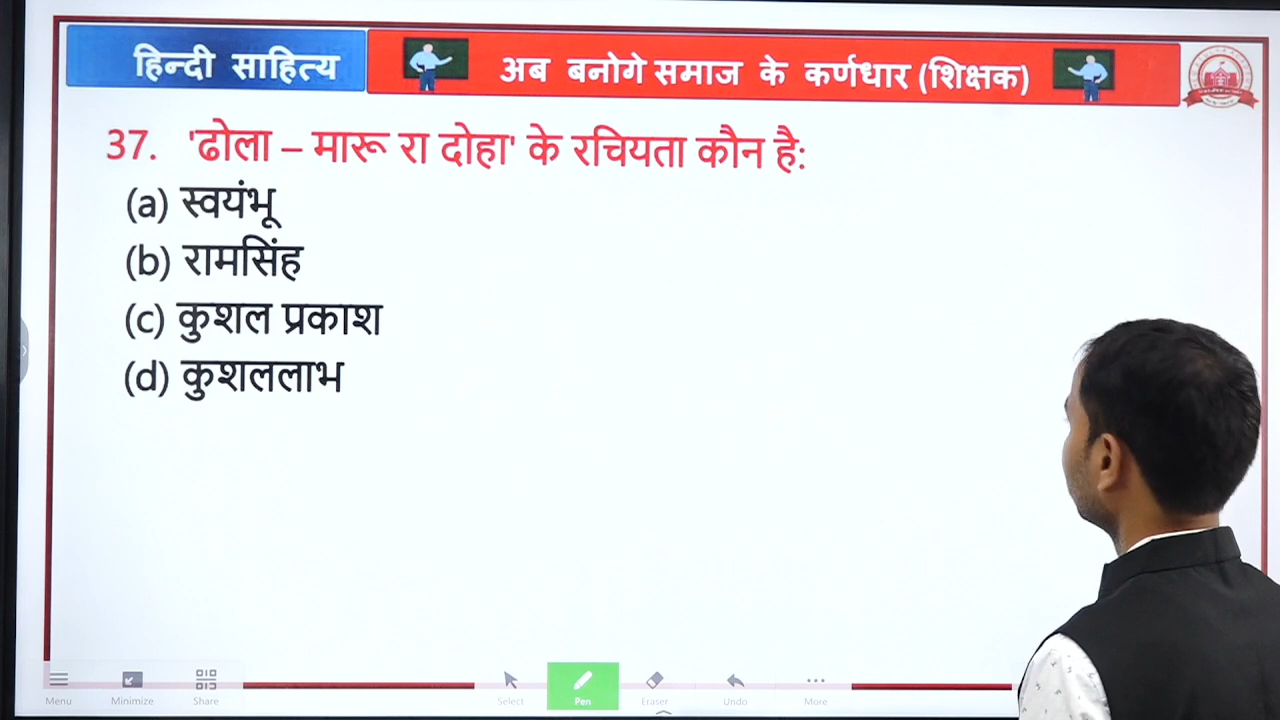 हिन्दी साहित्य
अब बनोगे समाज के कर्णधार (शिक्षक)
37. 'ढोला – मारू रा दोहा' के रचियता कौन है:
(a) स्वयंभू
(b) रामसिंह
(c) कुशल प्रकाश
(d) कुशललाभ
Menu Minimize Share Select Pen Eraser Undo More